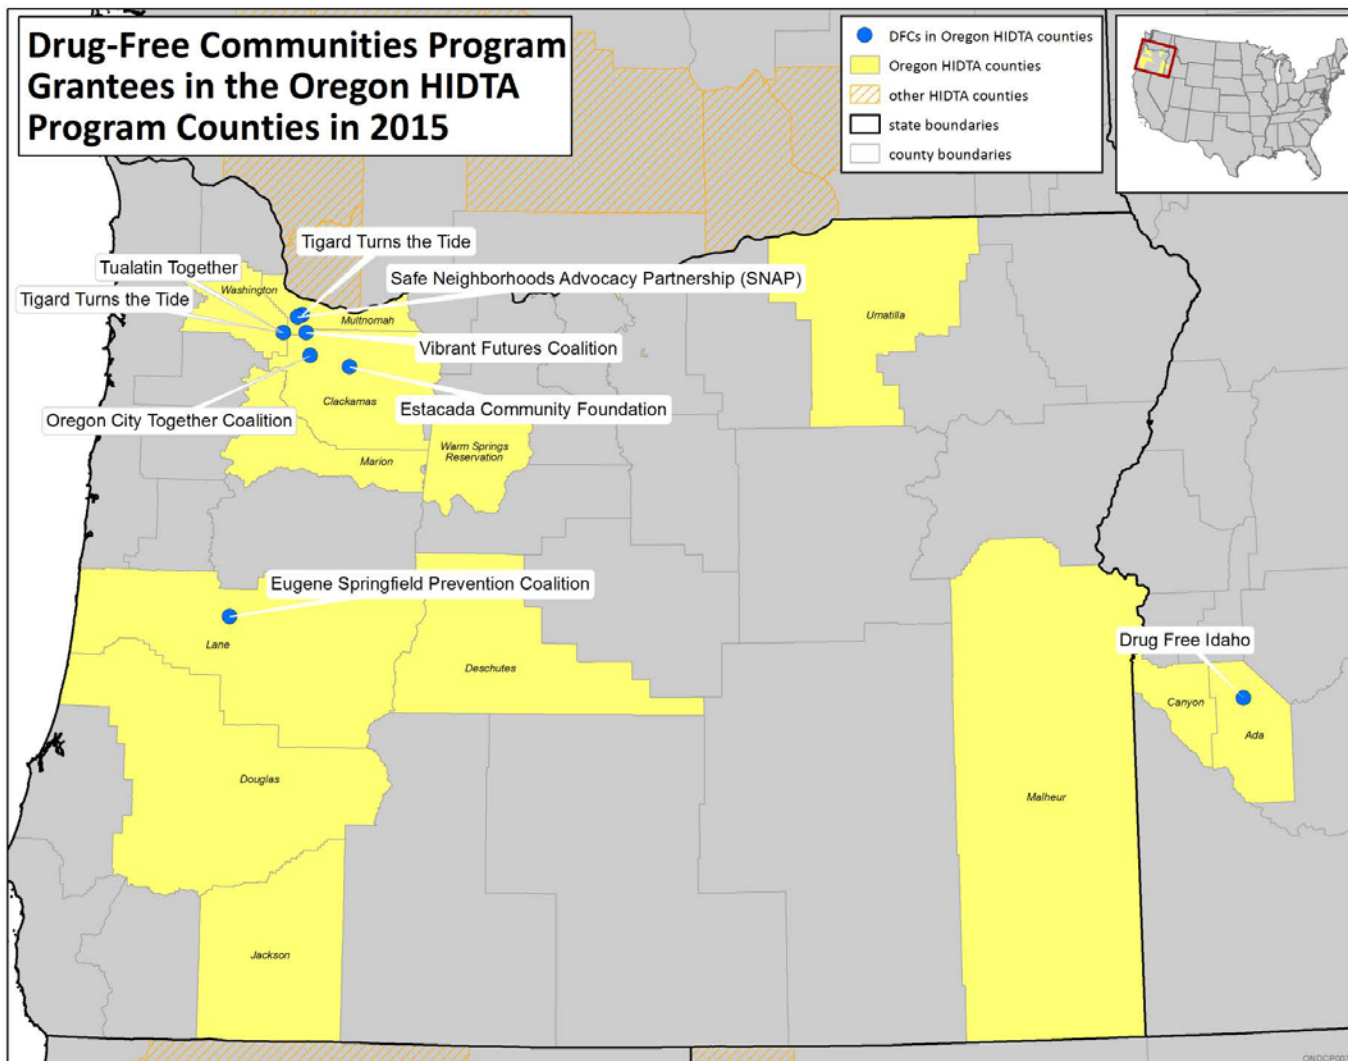 Drug-Free Communities Program
Grantees in the Oregon HIDTA
Program Counties in 2015
DFCs in Oregon HIDTA counties
Oregon HIDTA counties
other HIDTA counties
state boundaries
county boundaries
Tigard Turns the Tide
Tualatin Together
Safe Neighborhoods Advocacy Partnership (SNAP)
Washington
Tigard Turns the Tide
Multnomah
Umatilla
Vibrant Futures Coalition
Clackamas
Estacada Community Foundation
Oregon City Together Coalition
Warm Springs
Reservation
Marion
Eugene Springfield Prevention Coalition
Lane
Deschutes
Drug Free Idaho
Canyon
Ada
Douglas
Malheur
Jackson